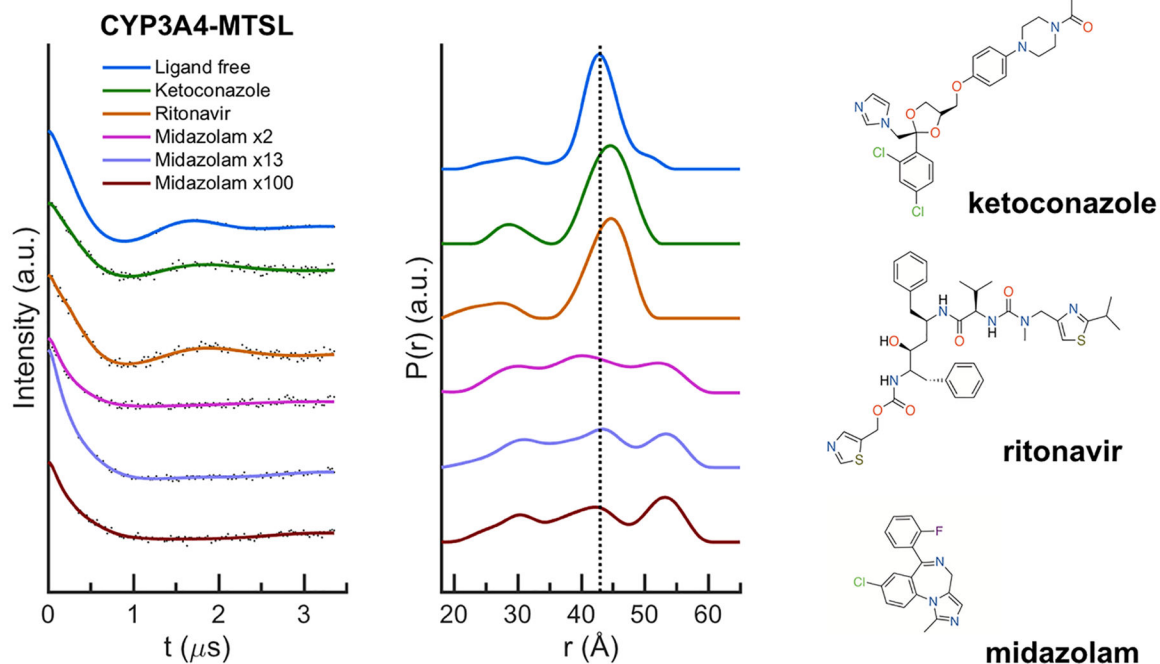 CYP3A4-MTSL
Ligand free
Ketoconazole
Ritonavir
Midazolam x2
Midazolam x13
Midazolam x100
Intensity (a.u.)
0 1 2 3
t (μs)
P(r) (a.u.)
20 30 40 50 60
r (Å)
N
O
N
O
N
N
O
O
Cl
Cl
ketoconazole
H
N
O
O
N
H
N
N
S
HO
HN
O
O
N
S
ritonavir
F
N
Cl
N
N
midazolam